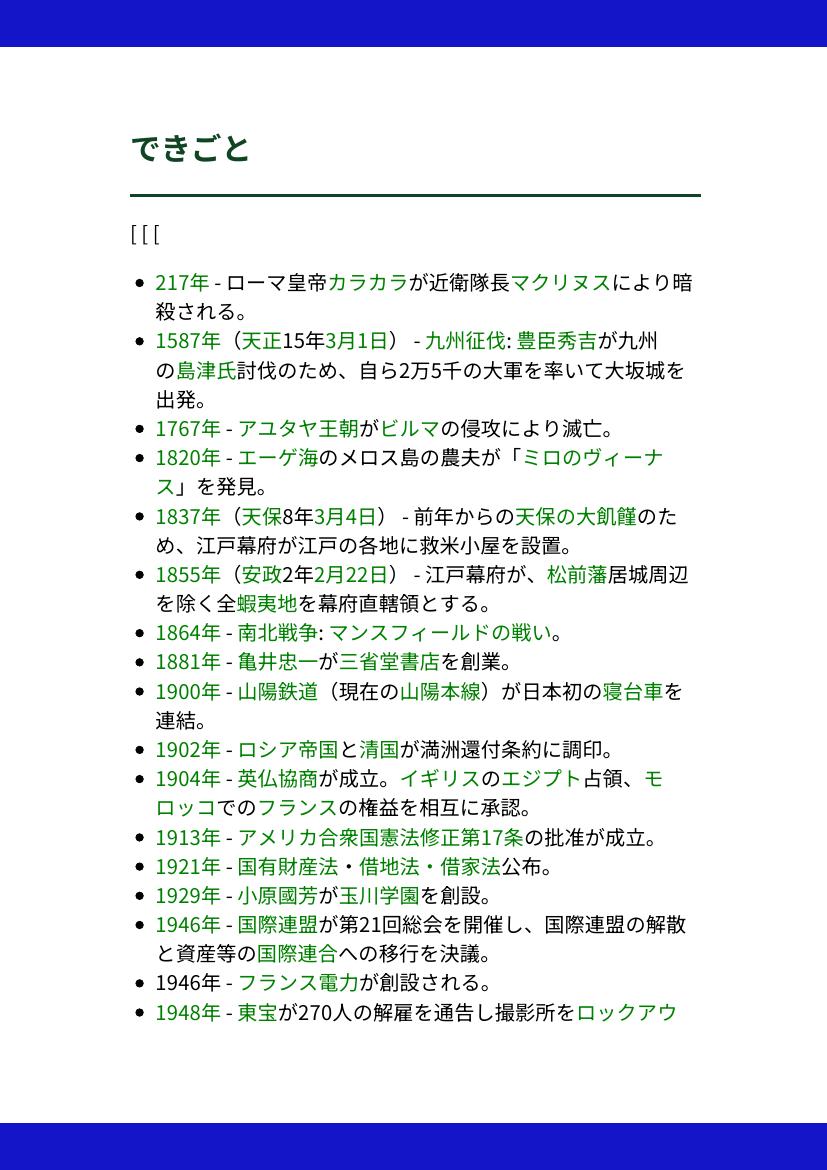 できごと
[ [ [
217年 - ローマ皇帝カラカラが近衛隊長マクリヌスにより暗
殺される。
1587年（天正15年3月1日） - 九州征伐: 豊臣秀吉が九州
の島津氏討伐のため、自ら2万5千の大軍を率いて大坂城を
出発。
1767年 - アユタヤ王朝がビルマの侵攻により滅亡。
1820年 - エーゲ海のメロス島の農夫が「ミロのヴィーナ
ス」を発見。
1837年（天保8年3月4日） - 前年からの天保の大飢饉のた
め、江戸幕府が江戸の各地に救米小屋を設置。
1855年（安政2年2月22日） - 江戸幕府が、松前藩居城周辺
を除く全蝦夷地を幕府直轄領とする。
1864年 - 南北戦争: マンスフィールドの戦い。
1881年 - 亀井忠一が三省堂書店を創業。
1900年 - 山陽鉄道（現在の山陽本線）が日本初の寝台車を
連結。
1902年 - ロシア帝国と清国が満洲還付条約に調印。
1904年 - 英仏協商が成立。イギリスのエジプト占領、モ
ロッコでのフランスの権益を相互に承認。
1913年 - アメリカ合衆国憲法修正第17条の批准が成立。
1921年 - 国有財産法・借地法・借家法公布。
1929年 - 小原國芳が玉川学園を創設。
1946年 - 国際連盟が第21回総会を開催し、国際連盟の解散
と資産等の国際連合への移行を決議。
1946年 - フランス電力が創設される。
1948年 - 東宝が270人の解雇を通告し撮影所をロックアウ